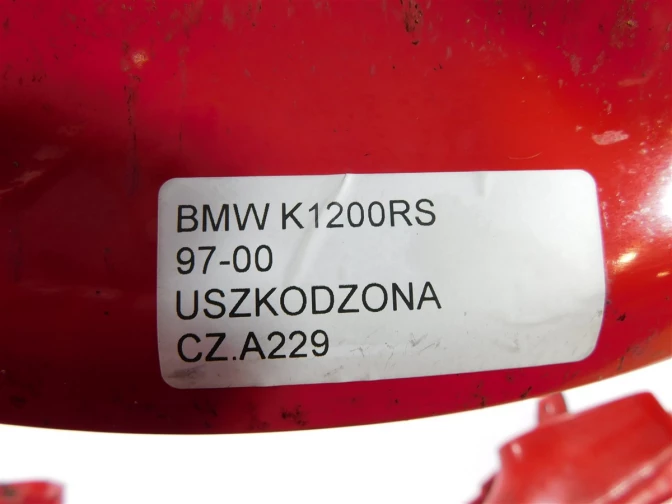 BMW K1200RS
97-00
USZKODZONA
CZ.A229